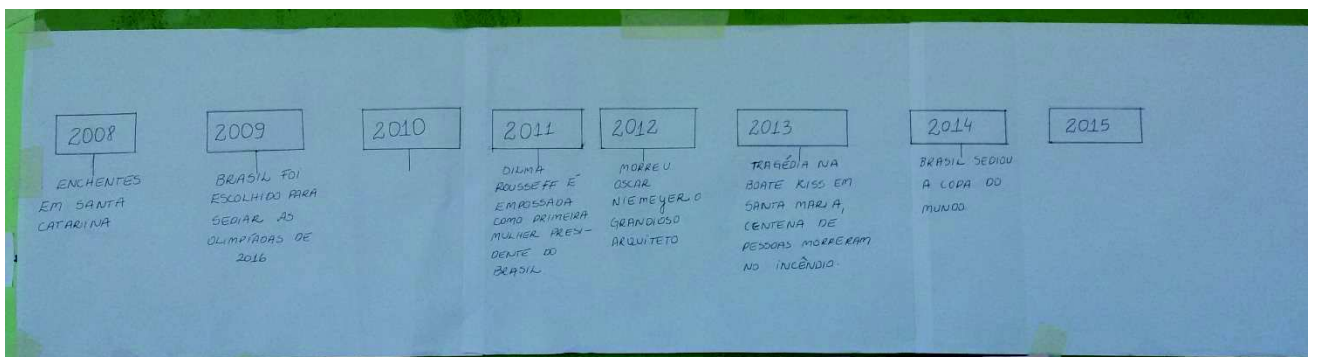 2008
ENCHENTES
EM SANTA
CATARIINA
2009
BRASIL FOI
ESCOLHIDO PARA
SEDIAR AS
OLIMPÍADAS DE
2016
2010
2011
DILMA
ROUSSEFF É
EMPOSSADA
COMO PRIMEIRA
MULHER PRESI-
DENTE DO
BRASIL
2012
MORREU
OSCAR
NIEMEYER O
GRANDIOSO
ARQUITETO
2013
TRAGÉDIA NA
BOATE KISS EM
SANTA MARIA,
CENTENA DE
PESSOAS MORRERAM
NO INCÊNDIO.
2014
BRASIL SEDIOU
A COPA DO
MUNDO.
2015